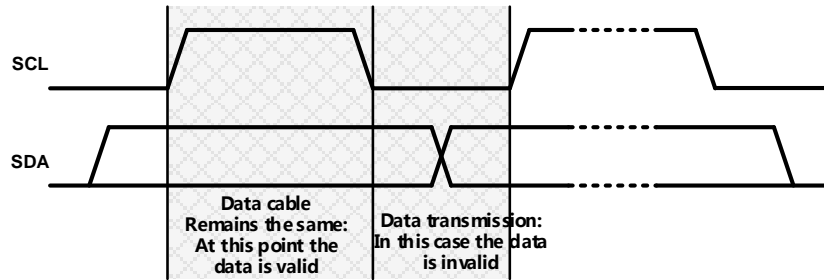 SCL
SDA
Data cable
Remains the same:
At this point the
data is valid
Data transmission:
In this case the data
is invalid